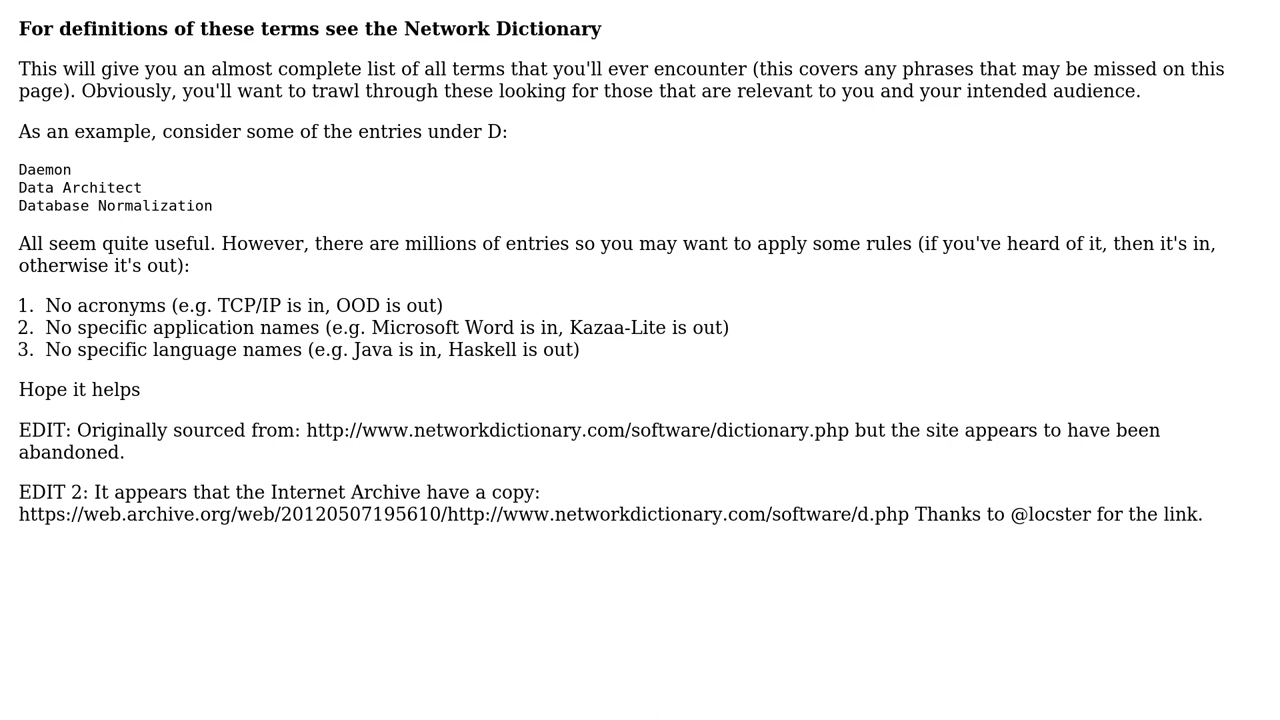 For definitions of these terms see the Network Dictionary
This will give you an almost complete list of all terms that you'll ever encounter (this covers any phrases that may be missed on this
page). Obviously, you'll want to trawl through these looking for those that are relevant to you and your intended audience.
As an example, consider some of the entries under D:
Daemon
Data Architect
Database Normalization
All seem quite useful. However, there are millions of entries so you may want to apply some rules (if you've heard of it, then it's in,
otherwise it's out):
1. No acronyms (e.g. TCP/IP is in, OOD is out)
2. No specific application names (e.g. Microsoft Word is in, Kazaa-Lite is out)
3. No specific language names (e.g. Java is in, Haskell is out)
Hope it helps
EDIT: Originally sourced from: http://www.networkdictionary.com/software/dictionary.php but the site appears to have been
abandoned.
EDIT 2: It appears that the Internet Archive have a copy:
https://web.archive.org/web/20120507195610/http://www.networkdictionary.com/software/d.php Thanks to @locster for the link.